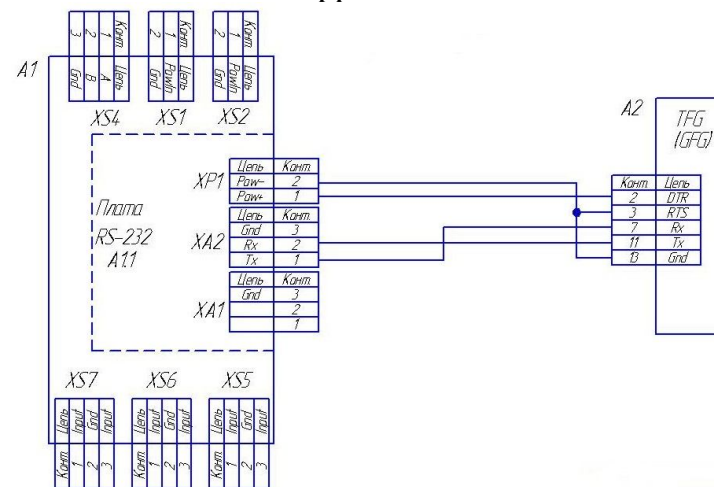 A1
3 2 1 Конт.
Gnd B A Цепь
XS4
2 1 Конт.
Gnd PowIn Цепь
XS1
2 1 Конт.
Gnd PowIn Цепь
XS2
Плата
RS-232
A1.1
XP1
Цепь Конт.
Pow- 2
Pow+ 1
XA2
Цепь Конт.
Gnd 3
Rx 2
Tx 1
XA1
Цепь Конт.
Gnd 3
2
1
A2
TFG
(GFG)
Конт. Цепь
2 DTR
3 RTS
7 Rx
11 Tx
13 Gnd
XS7
Цепь Input Gnd Input
Конт. 1 2 3
XS6
Цепь Input Gnd Input
Конт. 1 2 3
XS5
Цепь Input Gnd Input
Конт. 1 2 3